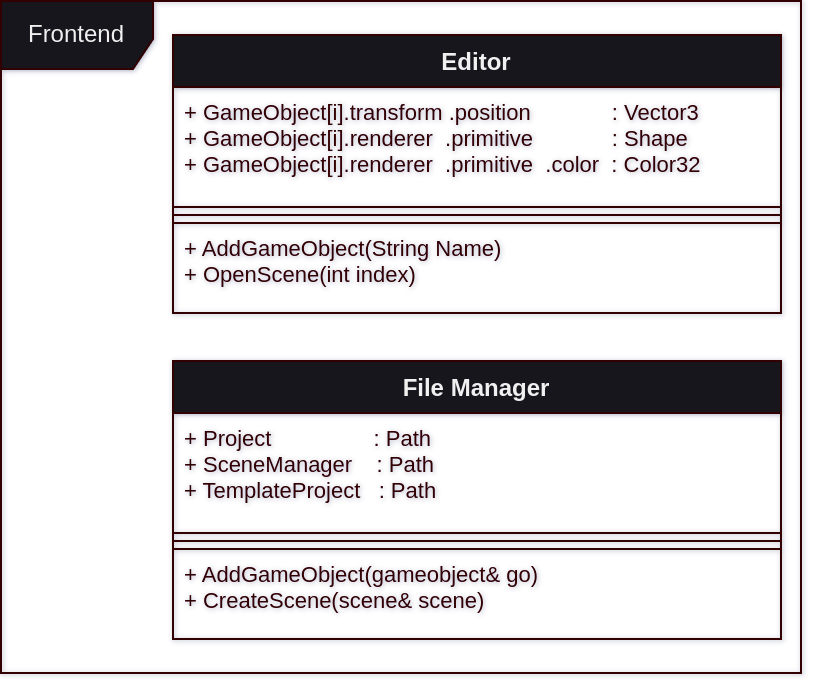 Frontend
Editor
+ GameObject[i].transform .position : Vector3
+ GameObject[i].renderer .primitive : Shape
+ GameObject[i].renderer .primitive .color : Color32
+ AddGameObject(String Name)
+ OpenScene(int index)
File Manager
+ Project : Path
+ SceneManager : Path
+ TemplateProject : Path
+ AddGameObject(gameobject& go)
+ CreateScene(scene& scene)